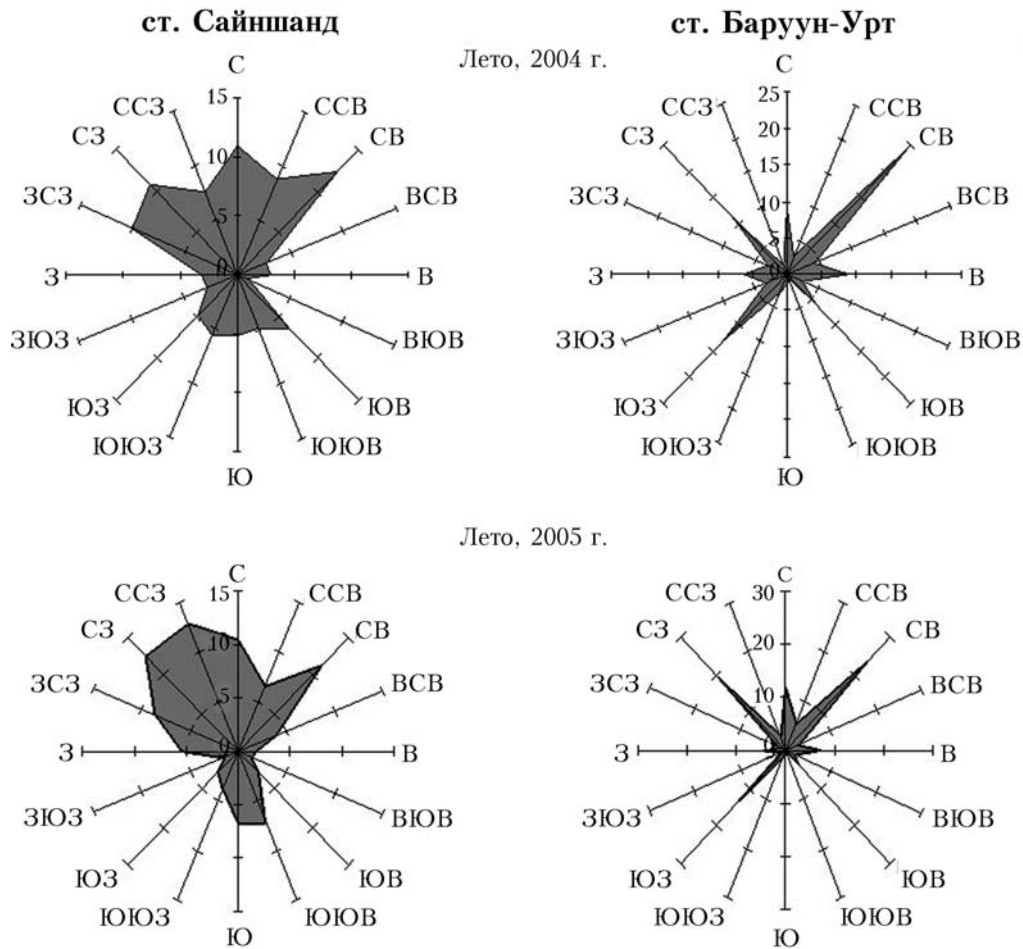 ст. Сайншанд
ст. Баруун-Урт
Лето, 2004 г.
С
15
ССЗ
ССВ
СЗ
СВ
10
ЗСЗ
ВСВ
5
0
З
В
ЗЮЗ
ВЮВ
ЮЗ
ЮВ
ЮЮЗ
ЮЮВ
Ю
С
25
ССЗ
ССВ
20
СЗ
СВ
15
ЗСЗ
ВСВ
10
5
0
З
В
ЗЮЗ
ВЮВ
ЮЗ
ЮВ
ЮЮЗ
ЮЮВ
Ю
Лето, 2005 г.
С
15
ССЗ
ССВ
СЗ
СВ
10
ЗСЗ
ВСВ
5
0
З
В
ЗЮЗ
ВЮВ
ЮЗ
ЮВ
ЮЮЗ
ЮЮВ
Ю
С
30
ССЗ
ССВ
СЗ
СВ
20
ЗСЗ
ВСВ
10
0
З
В
ЗЮЗ
ВЮВ
ЮЗ
ЮВ
ЮЮЗ
ЮЮВ
Ю